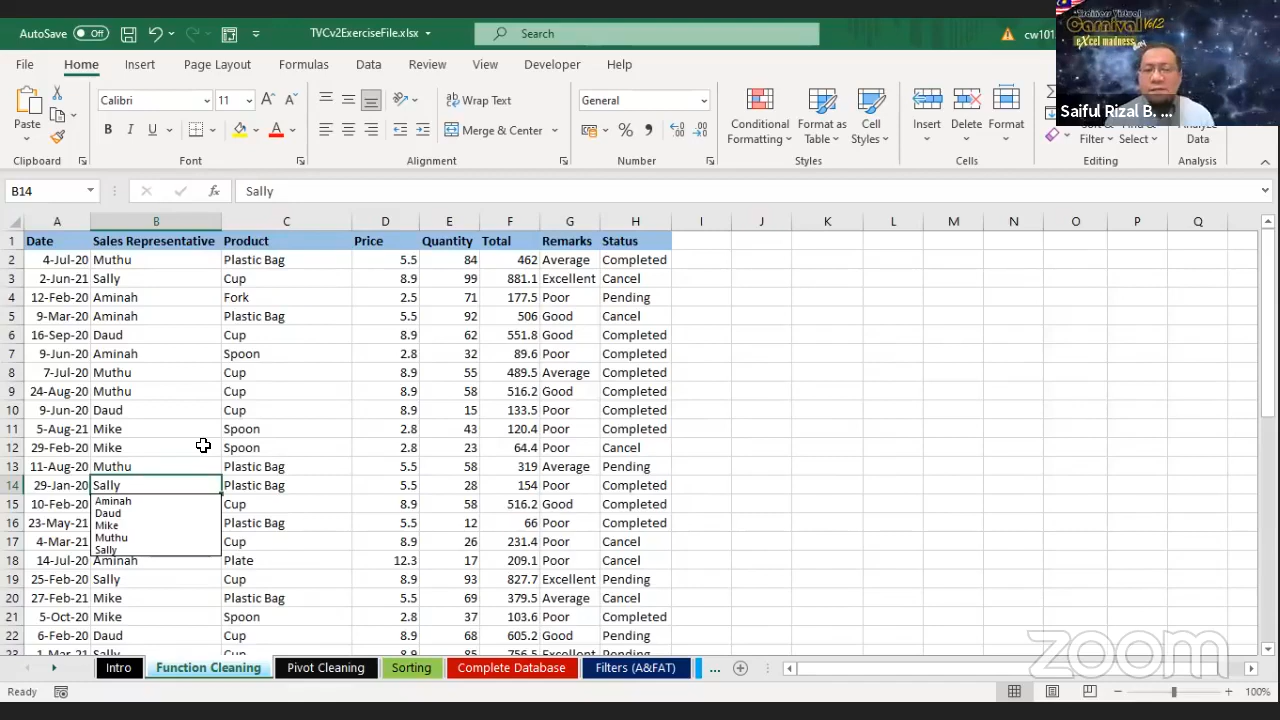 AutoSave Off TVCv2ExerciseFile.xlsx Search cw101
Trainers Virtual
Carnival Vol2
eXcel madness
Saiful Rizal B. ...
File Home Insert Page Layout Formulas Data Review View Developer Help
Paste Calibri 11 Wrap Text General Conditional Formatting Format as Table Cell Styles Insert Delete Format
B I U Merge & Center % Filter Select Data
Clipboard Font Alignment Number Styles Cells Editing Analysis
B14 fx Sally
A B C D E F G H I J K L M N O P Q
1 Date Sales Representative Product Price Quantity Total Remarks Status
2 4-Jul-20 Muthu Plastic Bag 5.5 84 462 Average Completed
3 2-Jun-21 Sally Cup 8.9 99 881.1 Excellent Cancel
4 12-Feb-20 Aminah Fork 2.5 71 177.5 Poor Pending
5 9-Mar-20 Aminah Plastic Bag 5.5 92 506 Good Cancel
6 16-Sep-20 Daud Cup 8.9 62 551.8 Good Completed
7 9-Jun-20 Aminah Spoon 2.8 32 89.6 Poor Completed
8 7-Jul-20 Muthu Cup 8.9 55 489.5 Average Completed
9 24-Aug-20 Muthu Cup 8.9 58 516.2 Good Completed
10 9-Jun-20 Daud Cup 8.9 15 133.5 Poor Completed
11 5-Aug-21 Mike Spoon 2.8 43 120.4 Poor Completed
12 29-Feb-20 Mike Spoon 2.8 23 64.4 Poor Cancel
13 11-Aug-20 Muthu Plastic Bag 5.5 58 319 Average Pending
14 29-Jan-20 Sally Plastic Bag 5.5 28 154 Poor Completed
15 10-Feb-20 Cup 8.9 58 516.2 Good Completed
16 23-May-21 Plastic Bag 5.5 12 66 Poor Completed
17 4-Mar-21 Cup 8.9 26 231.4 Poor Cancel
Aminah
Daud
Mike
Muthu
Sally
18 14-Jul-20 Aminah Plate 12.3 17 209.1 Poor Cancel
19 25-Feb-20 Sally Cup 8.9 93 827.7 Excellent Pending
20 27-Feb-21 Mike Plastic Bag 5.5 69 379.5 Average Cancel
21 5-Oct-20 Mike Spoon 2.8 37 103.6 Poor Completed
22 6-Feb-20 Daud Cup 8.9 68 605.2 Good Pending
23 1-Mar-21 Sally Cup 8.9 85 756.5 Excellent Completed
Intro Function Cleaning Pivot Cleaning Sorting Complete Database Filters (A&FAT) ...
Ready 100%
zoom